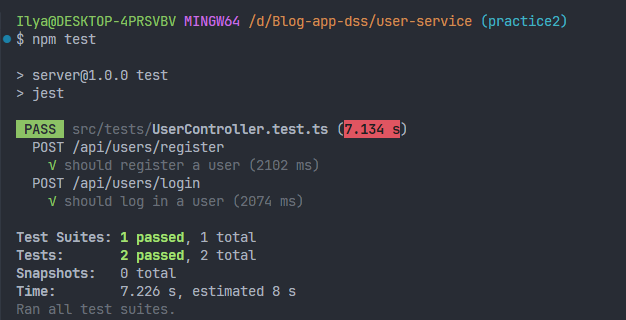 Ilya@DESKTOP-4PRSVBV MINGW64 /d/Blog-app-dss/user-service (practice2)
$ npm test
> server@1.0.0 test
> jest
PASS src/tests/UserController.test.ts (7.134 s)
POST /api/users/register
√ should register a user (2102 ms)
POST /api/users/login
√ should log in a user (2074 ms)
Test Suites: 1 passed, 1 total
Tests: 2 passed, 2 total
Snapshots: 0 total
Time: 7.226 s, estimated 8 s
Ran all test suites.